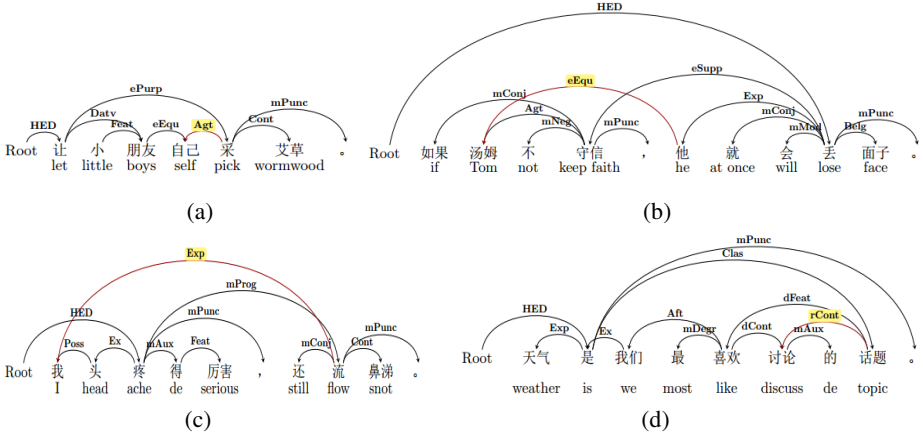 HED
ePurp
Datv
Feat
eEqu
Agt
Cont
mPunc
Root 让 小 朋友 自己 采 艾草 。
let little boys self pick wormwood
(a)
HED
eEqu
eSupp
mConj
Agt
mNeg
mPunc
Exp
mConj
mMod
Belg
mPunc
Root 如果 汤姆 不 守信 , 他 就 会 丢 面子 。
if Tom not keep faith he at once will lose face
(b)
Exp
mProg
HED
mPunc
Poss
Ex
mAux
Feat
mConj
Cont
mPunc
Root 我 头 疼 得 厉害 , 还 流 鼻涕 。
I head ache de serious still flow snot
(c)
mPunc
Clas
dFeat
HED
Aft
rCont
Exp
Ex
mDegr
dCont
mAux
Root 天气 是 我们 最 喜欢 讨论 的 话题 。
weather is we most like discuss de topic
(d)